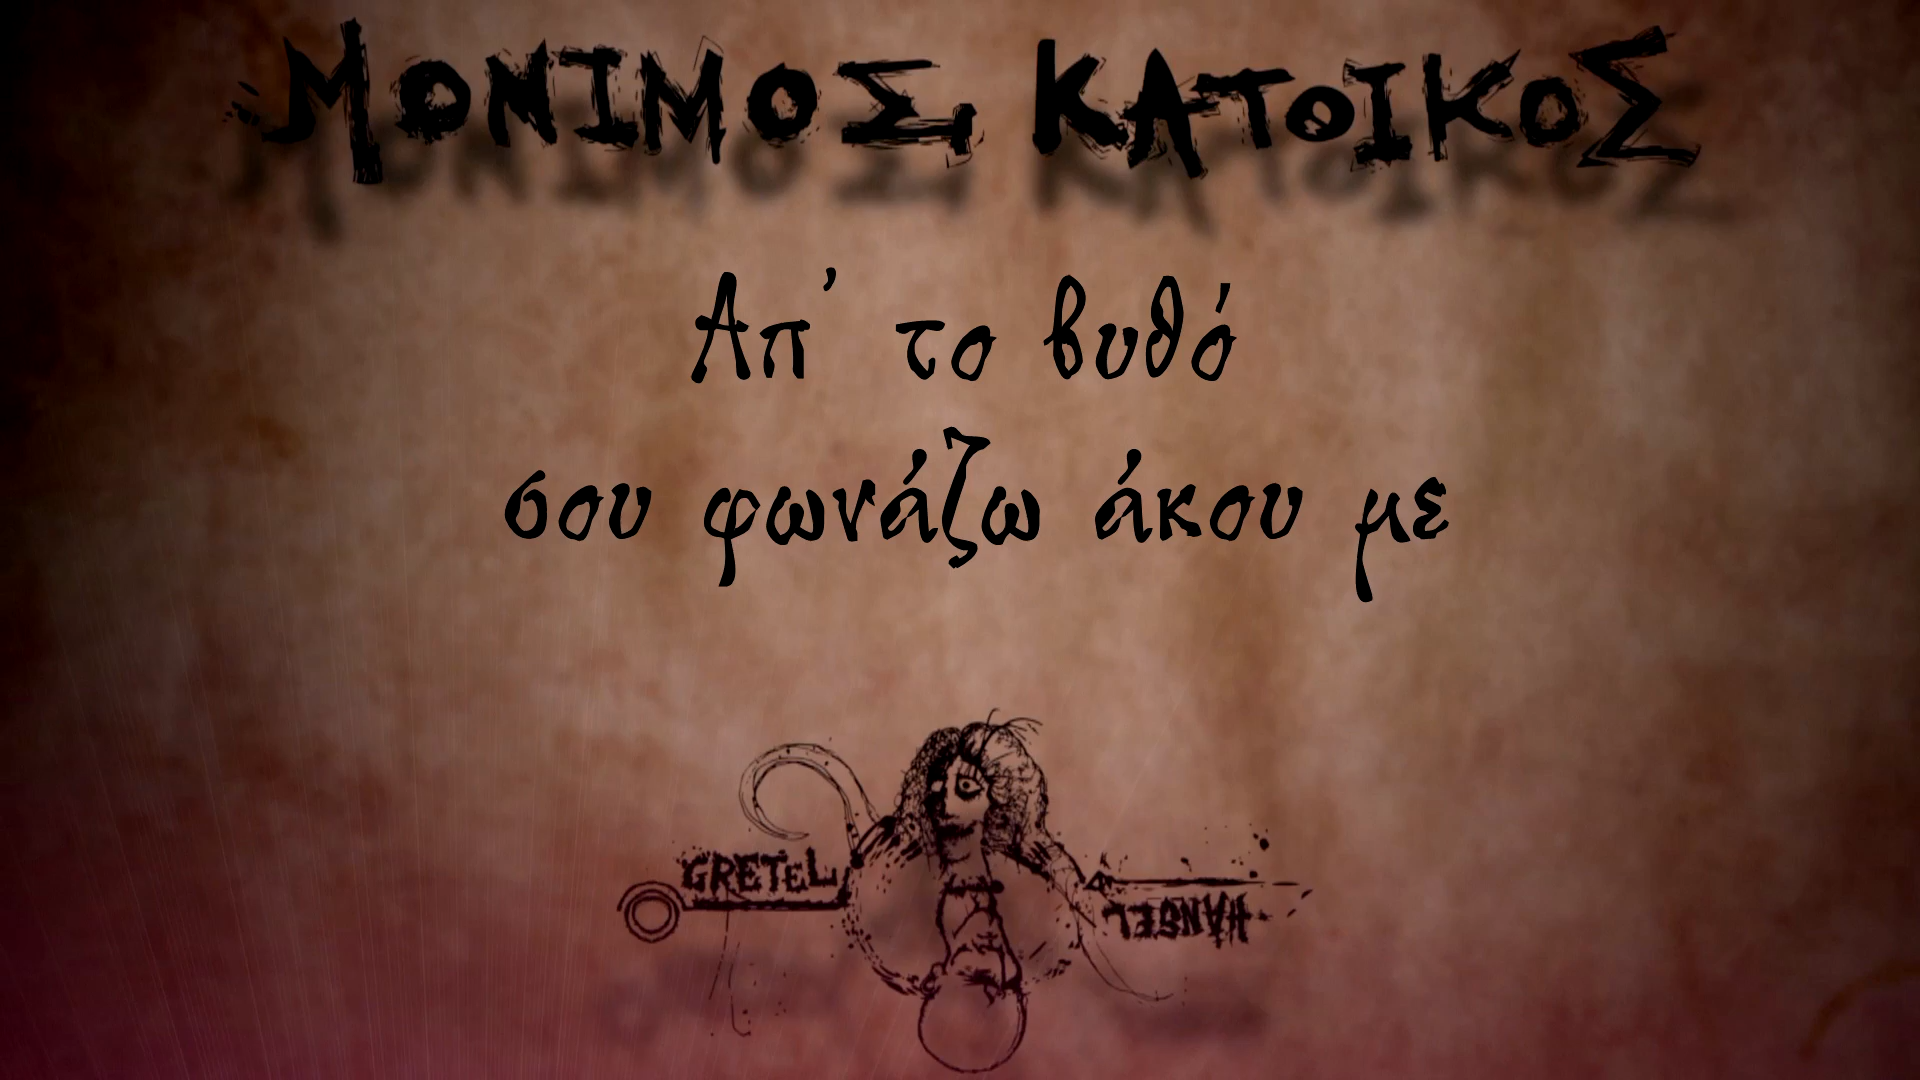 ΜΟΝΙΜΟΣ ΚΑΤΟΙΚΟΣ
Απ' το βυθό
σου φωνάζω άκου με
GRETEL
HANSEL